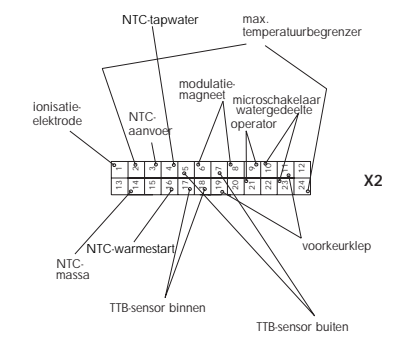 NTC-tapwater
max.
temperatuurbegrenzer
modulatie-
magneet
microschakelaar
watergedeelte
operator
ionisatie-
elektrode
NTC-
aanvoer
1 2 3 4 5 6 7 8 9 10 11 12
13 14 15 16 17 18 19 20 21 22 23 24
X2
NTC-warmestart
voorkeurklep
NTC-
massa
TTB-sensor binnen
TTB-sensor buiten